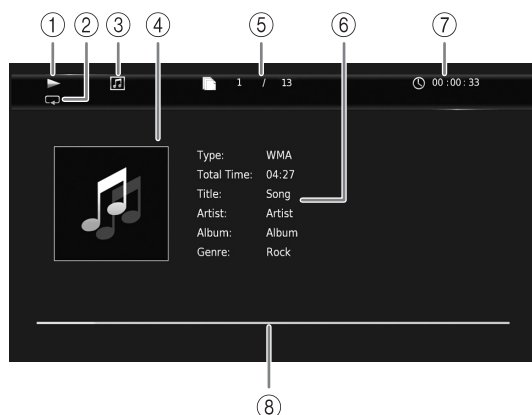 ① ② ③ ④ ⑤ ⑥ ⑦
1 / 13 00:00:33
Type: WMA
Total Time: 04:27
Title: Song
Artist: Artist
Album: Album
Genre: Rock
⑧